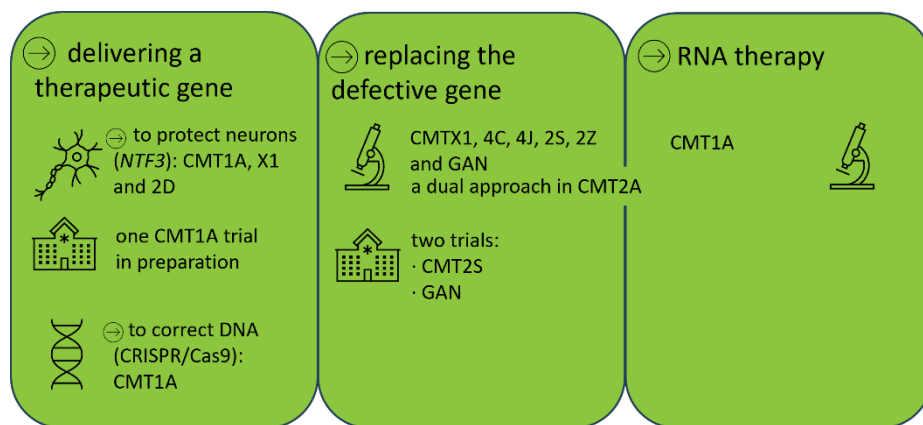 → delivering a
therapeutic gene
→ to protect neurons
(NTF3): CMT1A, X1
and 2D
one CMT1A trial
in preparation
→ to correct DNA
(CRISPR/Cas9):
CMT1A
→ replacing the
defective gene
CMTX1, 4C, 4J, 2S, 2Z
and GAN
a dual approach in CMT2A
two trials:
· CMT2S
· GAN
→ RNA therapy
CMT1A